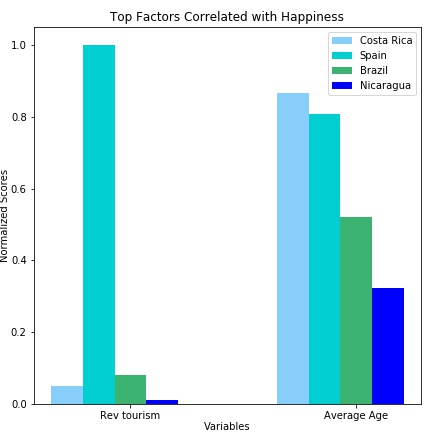 Top Factors Correlated with Happiness
Costa Rica
Spain
Brazil
Nicaragua
Normalized Scores
1.0
0.8
0.6
0.4
0.2
0.0
Rev tourism
Average Age
Variables